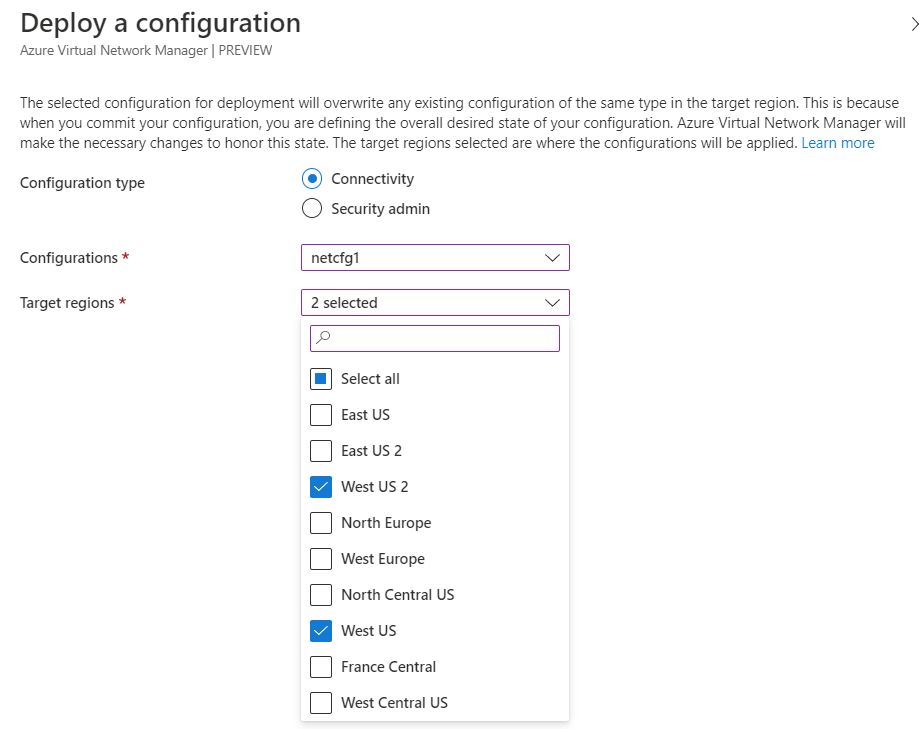 Deploy a configuration
Azure Virtual Network Manager | PREVIEW
The selected configuration for deployment will overwrite any existing configuration of the same type in the target region. This is because
when you commit your configuration, you are defining the overall desired state of your configuration. Azure Virtual Network Manager will
make the necessary changes to honor this state. The target regions selected are where the configurations will be applied. Learn more
Configuration type
Connectivity
Security admin
Configurations *
netcfg1
Target regions *
2 selected
Select all
East US
East US 2
West US 2
North Europe
West Europe
North Central US
West US
France Central
West Central US